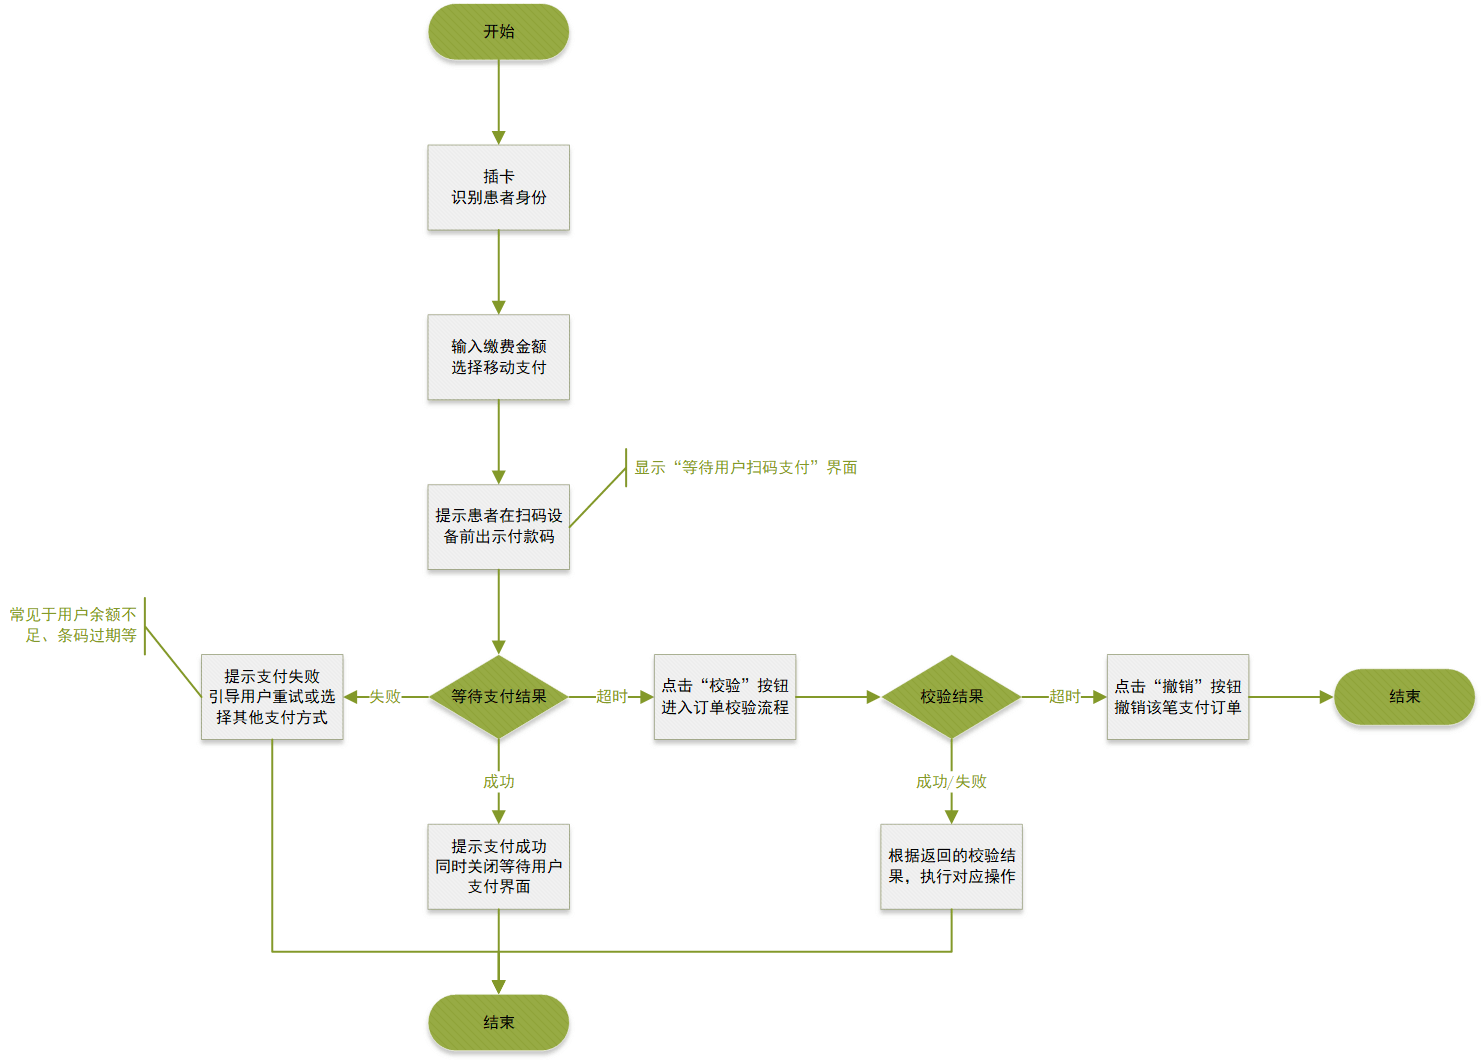 开始
插卡
识别患者身份
输入缴费金额
选择移动支付
显示“等待用户扫码支付”界面
提示患者在扫码设
备前出示付款码
常见于用户余额不
足、条码过期等
提示支付失败
引导用户重试或选
择其他支付方式
失败
等待支付结果
超时
点击“校验”按钮
进入订单校验流程
校验结果
超时
点击“撤销”按钮
撤销该笔支付订单
结束
成功
成功/失败
提示支付成功
同时关闭等待用户
支付界面
根据返回的校验结
果，执行对应操作
结束